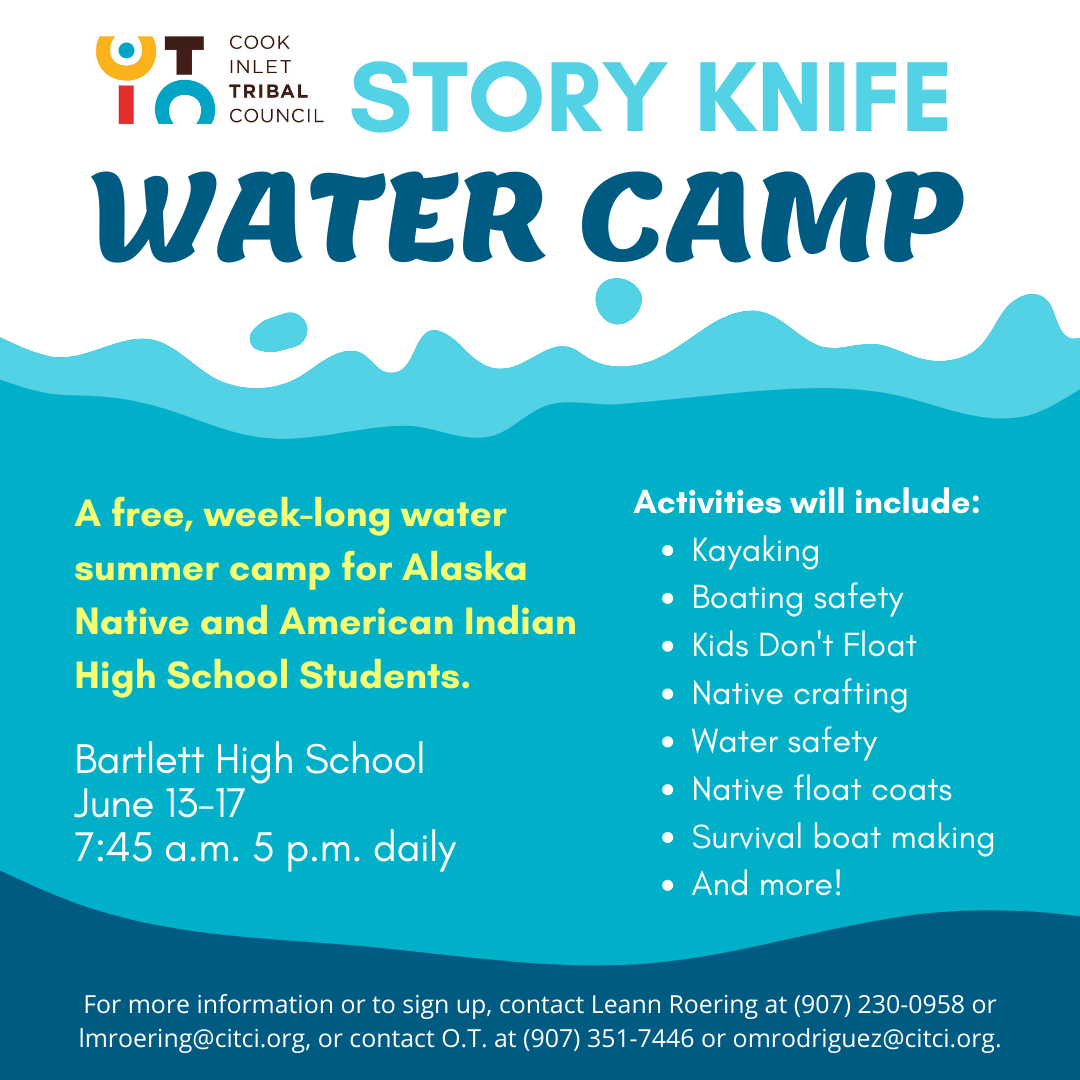 COOK
INLET
TRIBAL
COUNCIL
STORY KNIFE
WATER CAMP
A free, week-long water
summer camp for Alaska
Native and American Indian
High School Students.
Bartlett High School
June 13-17
7:45 a.m. 5 p.m. daily
Activities will include:
• Kayaking
• Boating safety
• Kids Don't Float
• Native crafting
• Water safety
• Native float coats
• Survival boat making
• And more!
For more information or to sign up, contact Leann Roering at (907) 230-0958 or
lmroering@citci.org, or contact O.T. at (907) 351-7446 or omrodriguez@citci.org.